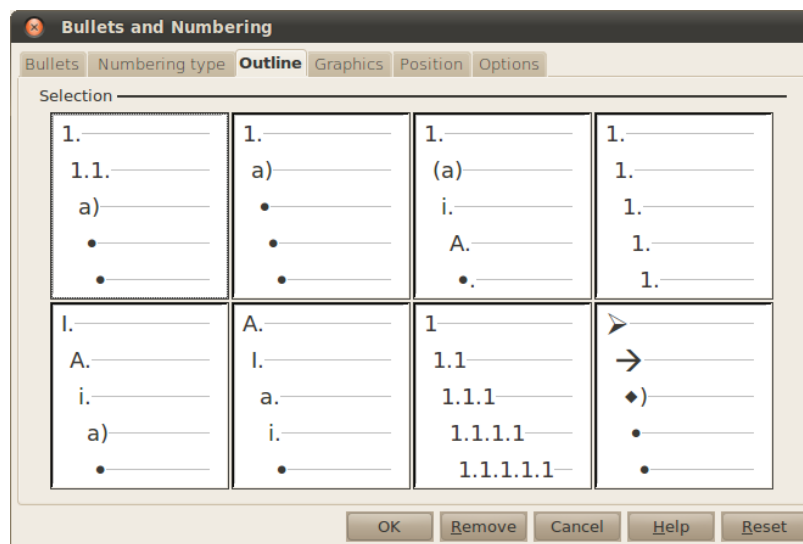 Bullets and Numbering
Bullets Numbering type Outline Graphics Position Options
Selection
1.
1.1.
a)
•
•
1.
a)
•
•
•
1.
(a)
i.
A.
•.
1.
1.
1.
1.
1.
I.
A.
i.
a)
•
A.
I.
a.
i.
•
1
1.1
1.1.1
1.1.1.1
1.1.1.1.1
➢
→
◆)
•
•
OK Remove Cancel Help Reset